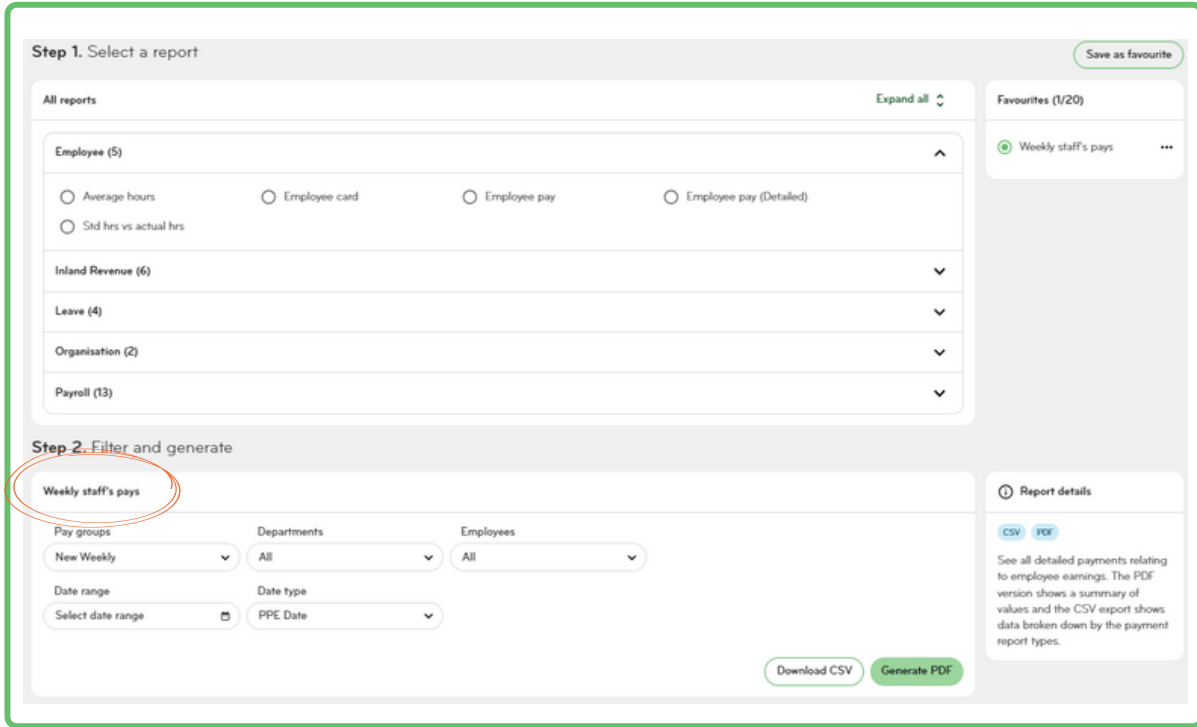 Step 1. Select a report
Save as favourite
All reports
Expand all
Favourites (1/20)
Employee (5)
Weekly staff's pays
Average hours
Employee card
Employee pay
Employee pay (Detailed)
Std hrs vs actual hrs
Inland Revenue (6)
Leave (4)
Organisation (2)
Payroll (13)
Step 2. Filter and generate
Weekly staff's pays
Pay groups
Departments
Employees
New Weekly
All
All
Date range
Date type
Select date range
PPE Date
Download CSV
Generate PDF
Report details
CSV PDF
See all detailed payments relating
to employee earnings. The PDF
version shows a summary of
values and the CSV export shows
data broken down by the payment
report types.